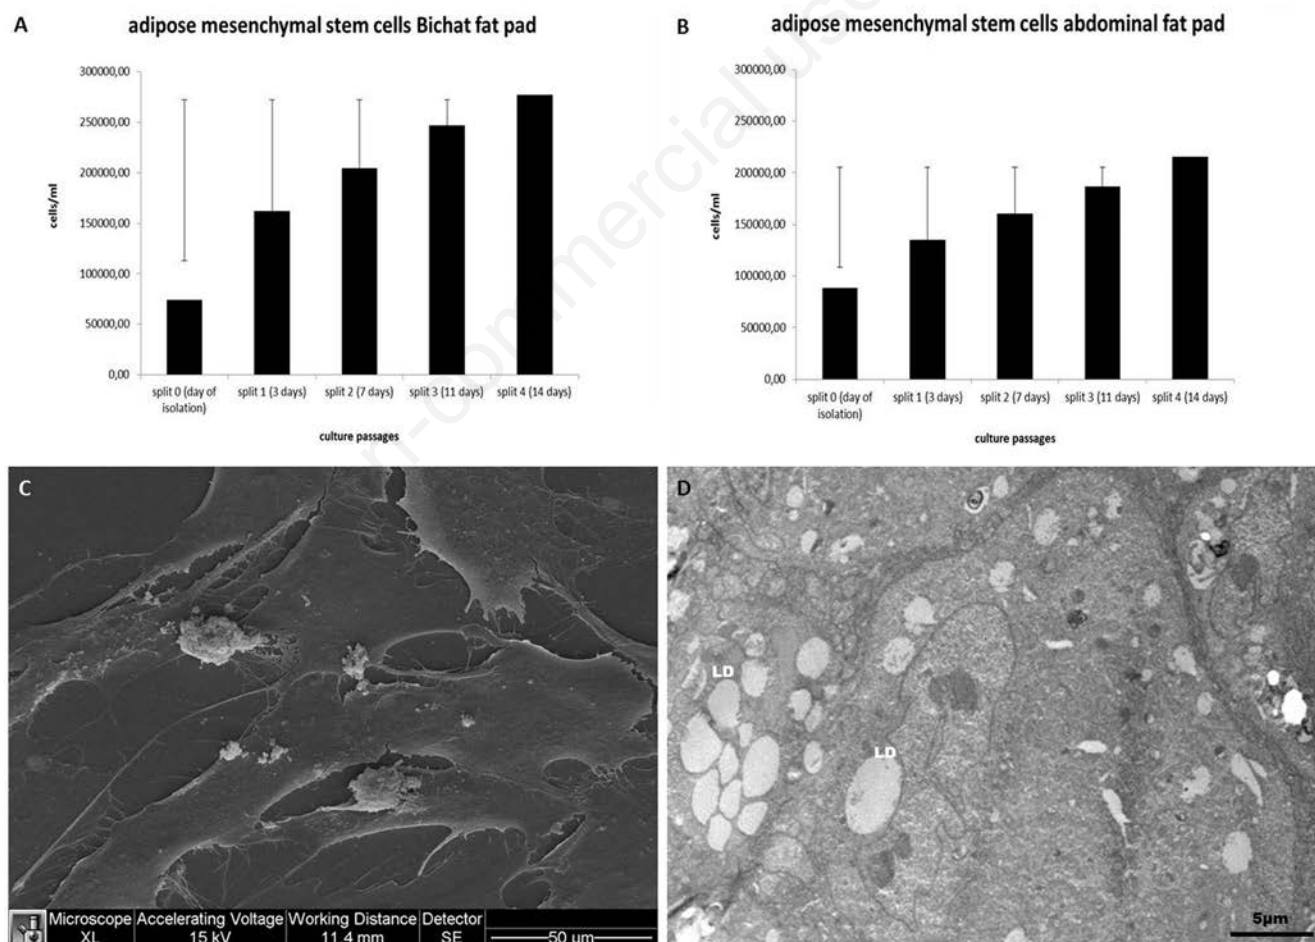 A
adipose mesenchymal stem cells Bichat fat pad
300000,00
250000,00
200000,00
150000,00
100000,00
50000,00
0,00
cells/ml
split 0 (day of isolation)
split 1 (3 days)
split 2 (7 days)
split 3 (11 days)
split 4 (14 days)
culture passages
B
adipose mesenchymal stem cells abdominal fat pad
300000,00
250000,00
200000,00
150000,00
100000,00
50000,00
0,00
cells/ml
split 0 (day of
isolation)
split 1 (3 days)
split 2 (7 days)
split 3 (11 days)
split 4 (14 days)
culture passages
n-commercial us
C
Microscope Accelerating Voltage Working Distance Detector
XL 15 kV 11.4 mm SE 50 µm
D
LD
LD
5µm